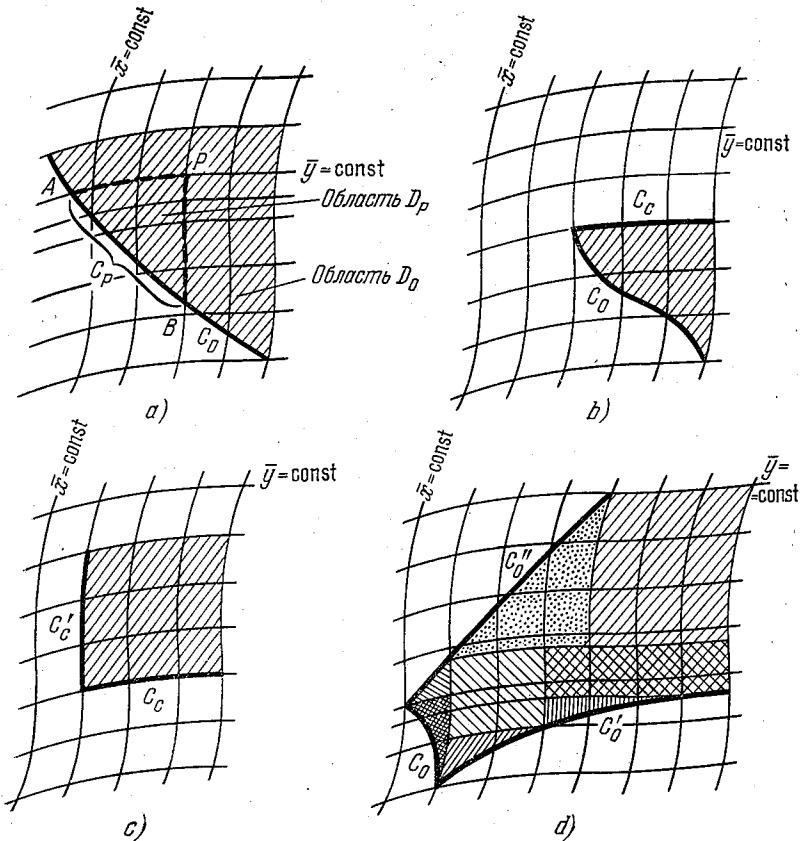 x̄=const
ȳ=const
A
P
Область D_P
C_P
Область D_0
B
C_0
a)
x̄=const
ȳ=const
C_c
C_0
b)
x̄=const
ȳ=const
C_c'
C_c
c)
x̄=const
ȳ=
=const
C_0''
C_0'
C_0
d)